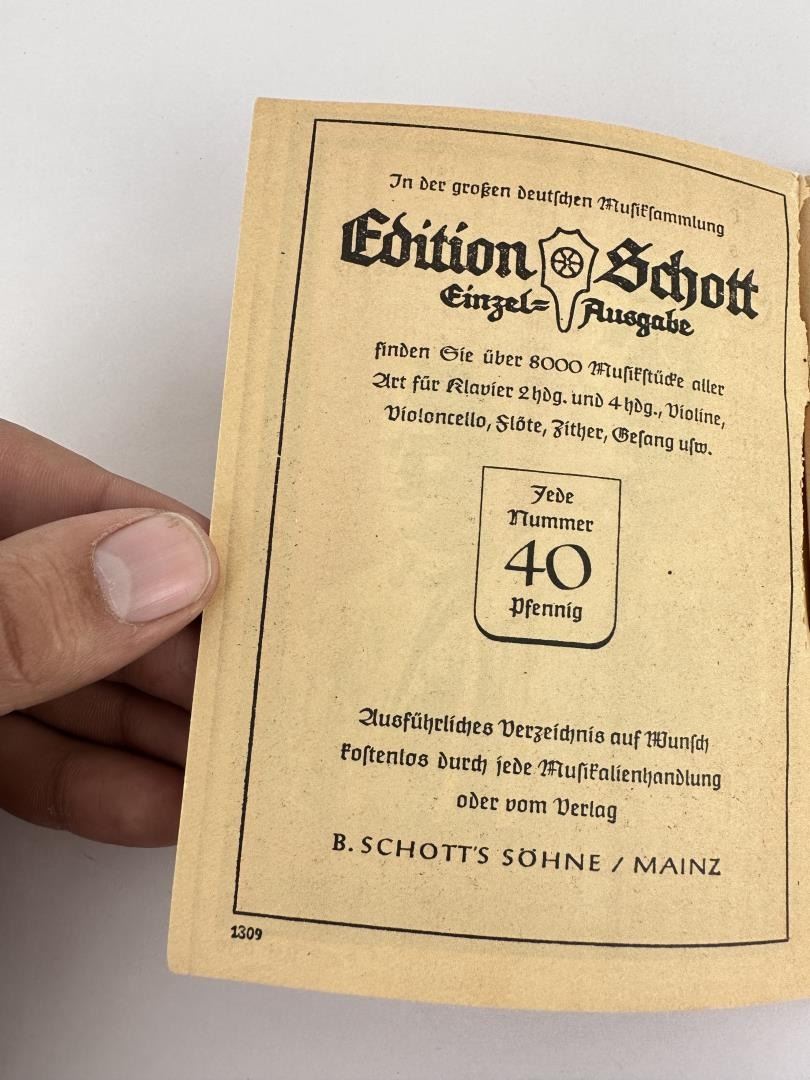 In der großen deutschen Musiksammlung
Edition Schott
Einzel=Ausgabe
finden Sie über 8000 Musikstücke aller
Art für Klavier 2hdg. und 4hdg., Violine,
Violoncello, Flöte, Zither, Gesang usw.
Jede
Nummer
40
Pfennig
Ausführliches Verzeichnis auf Wunsch
kostenlos durch jede Musikalienhandlung
oder vom Verlag
B. SCHOTT'S SÖHNE / MAINZ
1309